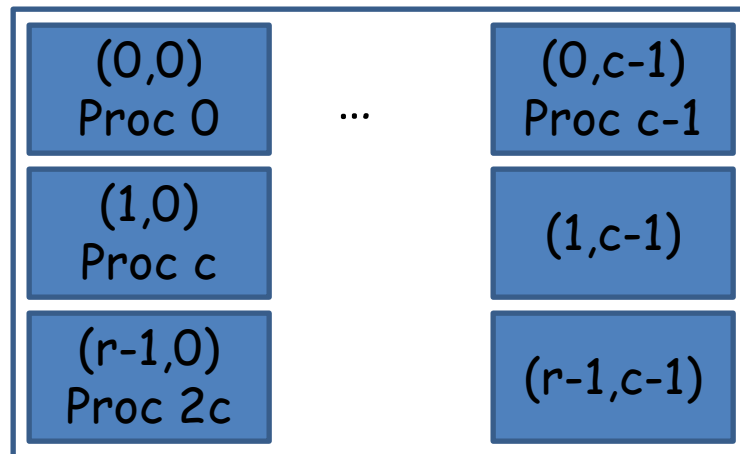 (0,0)
Proc 0
...
(0,c-1)
Proc c-1
(1,0)
Proc c
(1,c-1)
(r-1,0)
Proc 2c
(r-1,c-1)